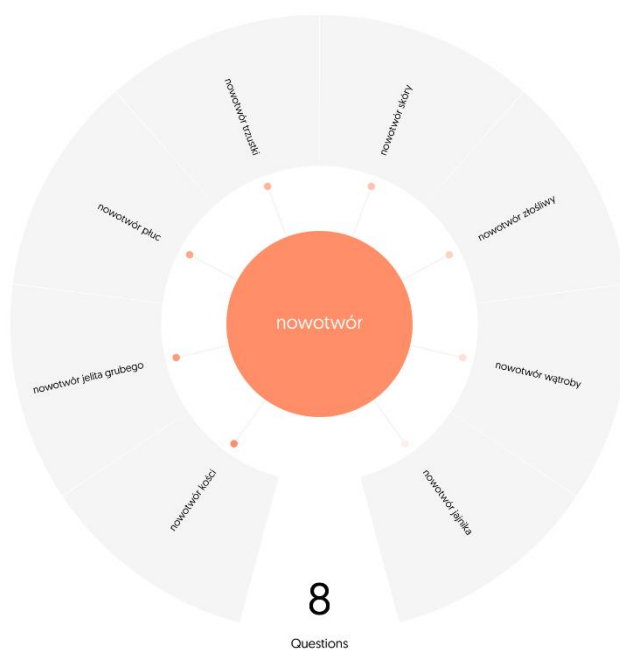 nowotwór trzustki
nowotwór skóry
nowotwór płuc
nowotwór złośliwy
nowotwór
nowotwór jelita grubego
nowotwór wątroby
nowotwór kości
nowotwór jajnika
8
Questions